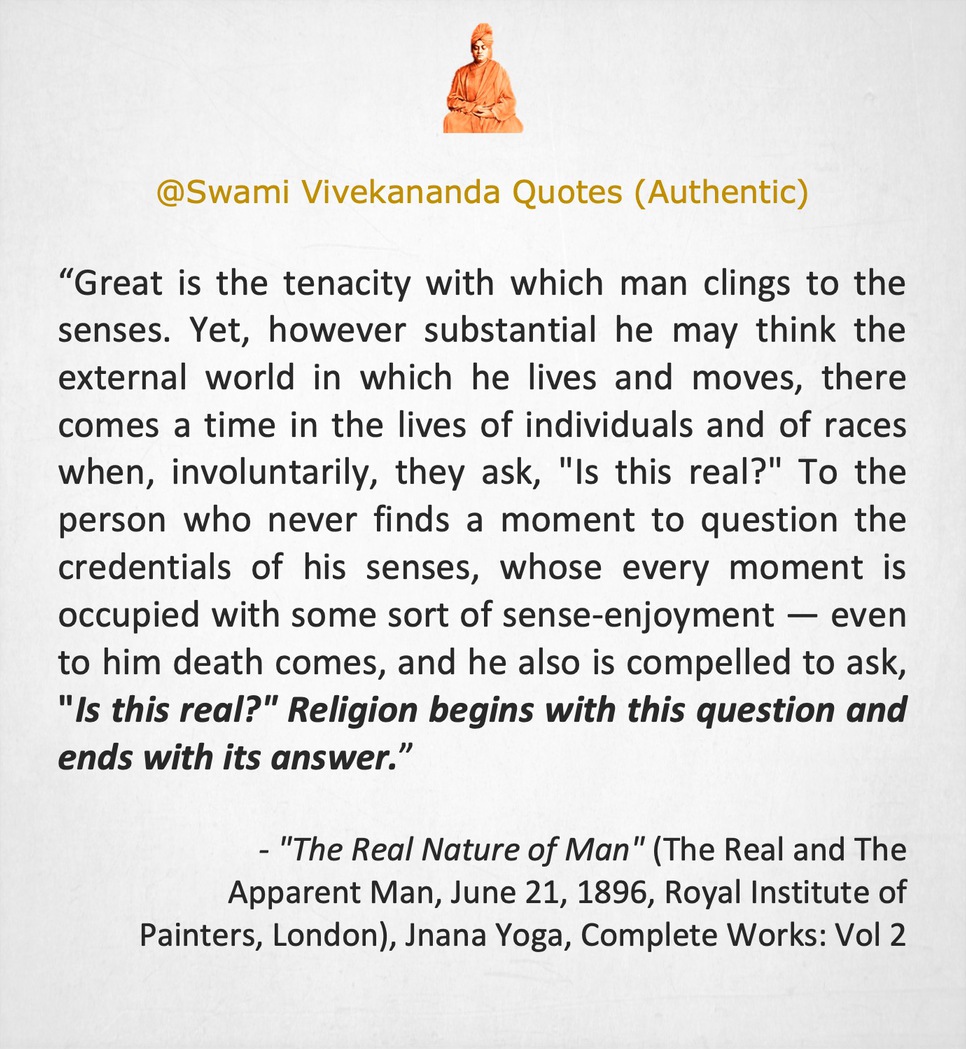 @Swami Vivekananda Quotes (Authentic)
“Great is the tenacity with which man clings to the
senses. Yet, however substantial he may think the
external world in which he lives and moves, there
comes a time in the lives of individuals and of races
when, involuntarily, they ask, "Is this real?" To the
person who never finds a moment to question the
credentials of his senses, whose every moment is
occupied with some sort of sense-enjoyment — even
to him death comes, and he also is compelled to ask,
"Is this real?" Religion begins with this question and
ends with its answer.”
- "The Real Nature of Man" (The Real and The
Apparent Man, June 21, 1896, Royal Institute of
Painters, London), Jnana Yoga, Complete Works: Vol 2